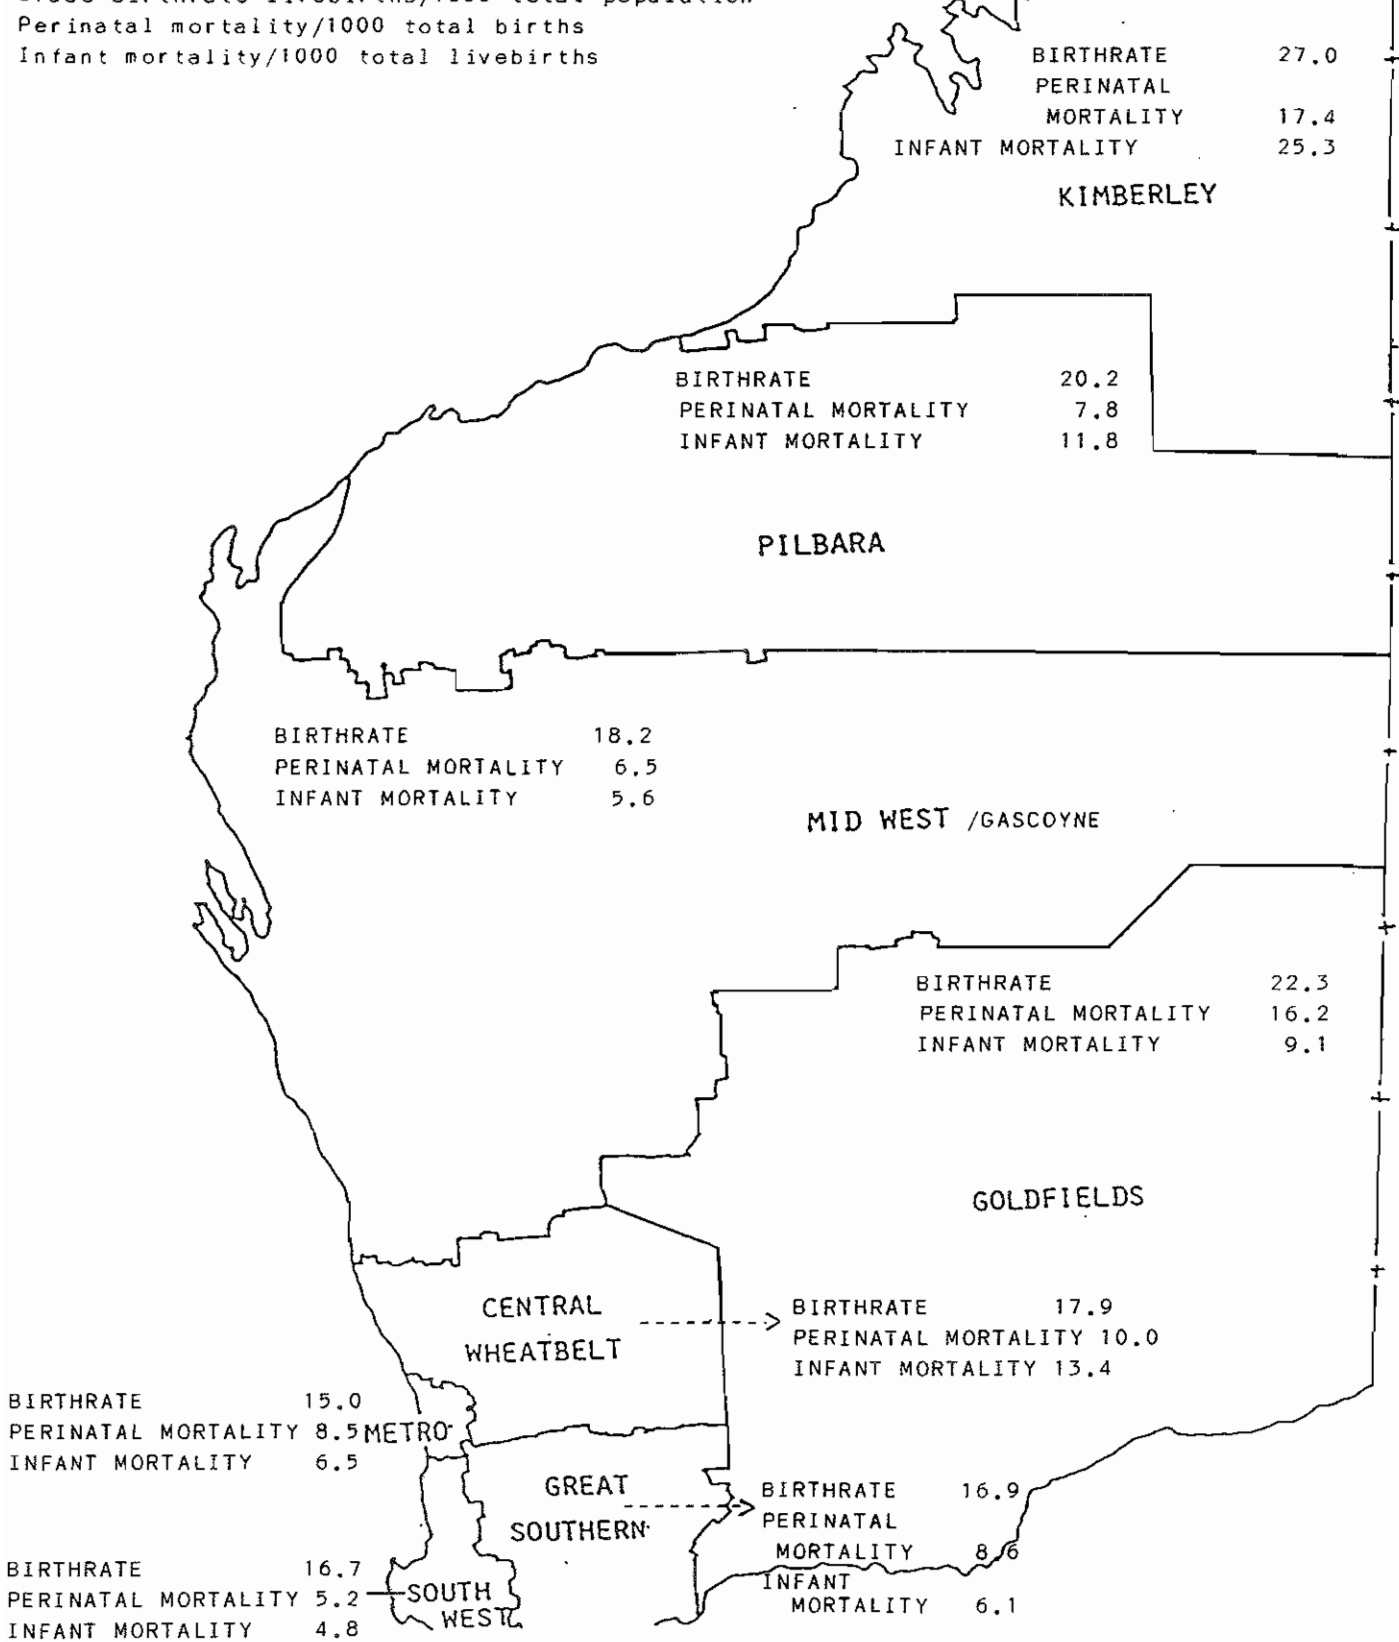 Perinatal mortality/1000 total births
Infant mortality/1000 total livebirths
BIRTHRATE 27.0
PERINATAL
MORTALITY 17.4
INFANT MORTALITY 25.3
KIMBERLEY
BIRTHRATE 20.2
PERINATAL MORTALITY 7.8
INFANT MORTALITY 11.8
PILBARA
BIRTHRATE 18.2
PERINATAL MORTALITY 6.5
INFANT MORTALITY 5.6
MID WEST /GASCOYNE
BIRTHRATE 22.3
PERINATAL MORTALITY 16.2
INFANT MORTALITY 9.1
GOLDFIELDS
CENTRAL
WHEATBELT
BIRTHRATE 17.9
PERINATAL MORTALITY 10.0
INFANT MORTALITY 13.4
BIRTHRATE 15.0
PERINATAL MORTALITY 8.5
INFANT MORTALITY 6.5
METRO
GREAT
SOUTHERN
BIRTHRATE 16.9
PERINATAL
MORTALITY 8.6
INFANT
MORTALITY 6.1
BIRTHRATE 16.7
PERINATAL MORTALITY 5.2
INFANT MORTALITY 4.8
SOUTH
WEST